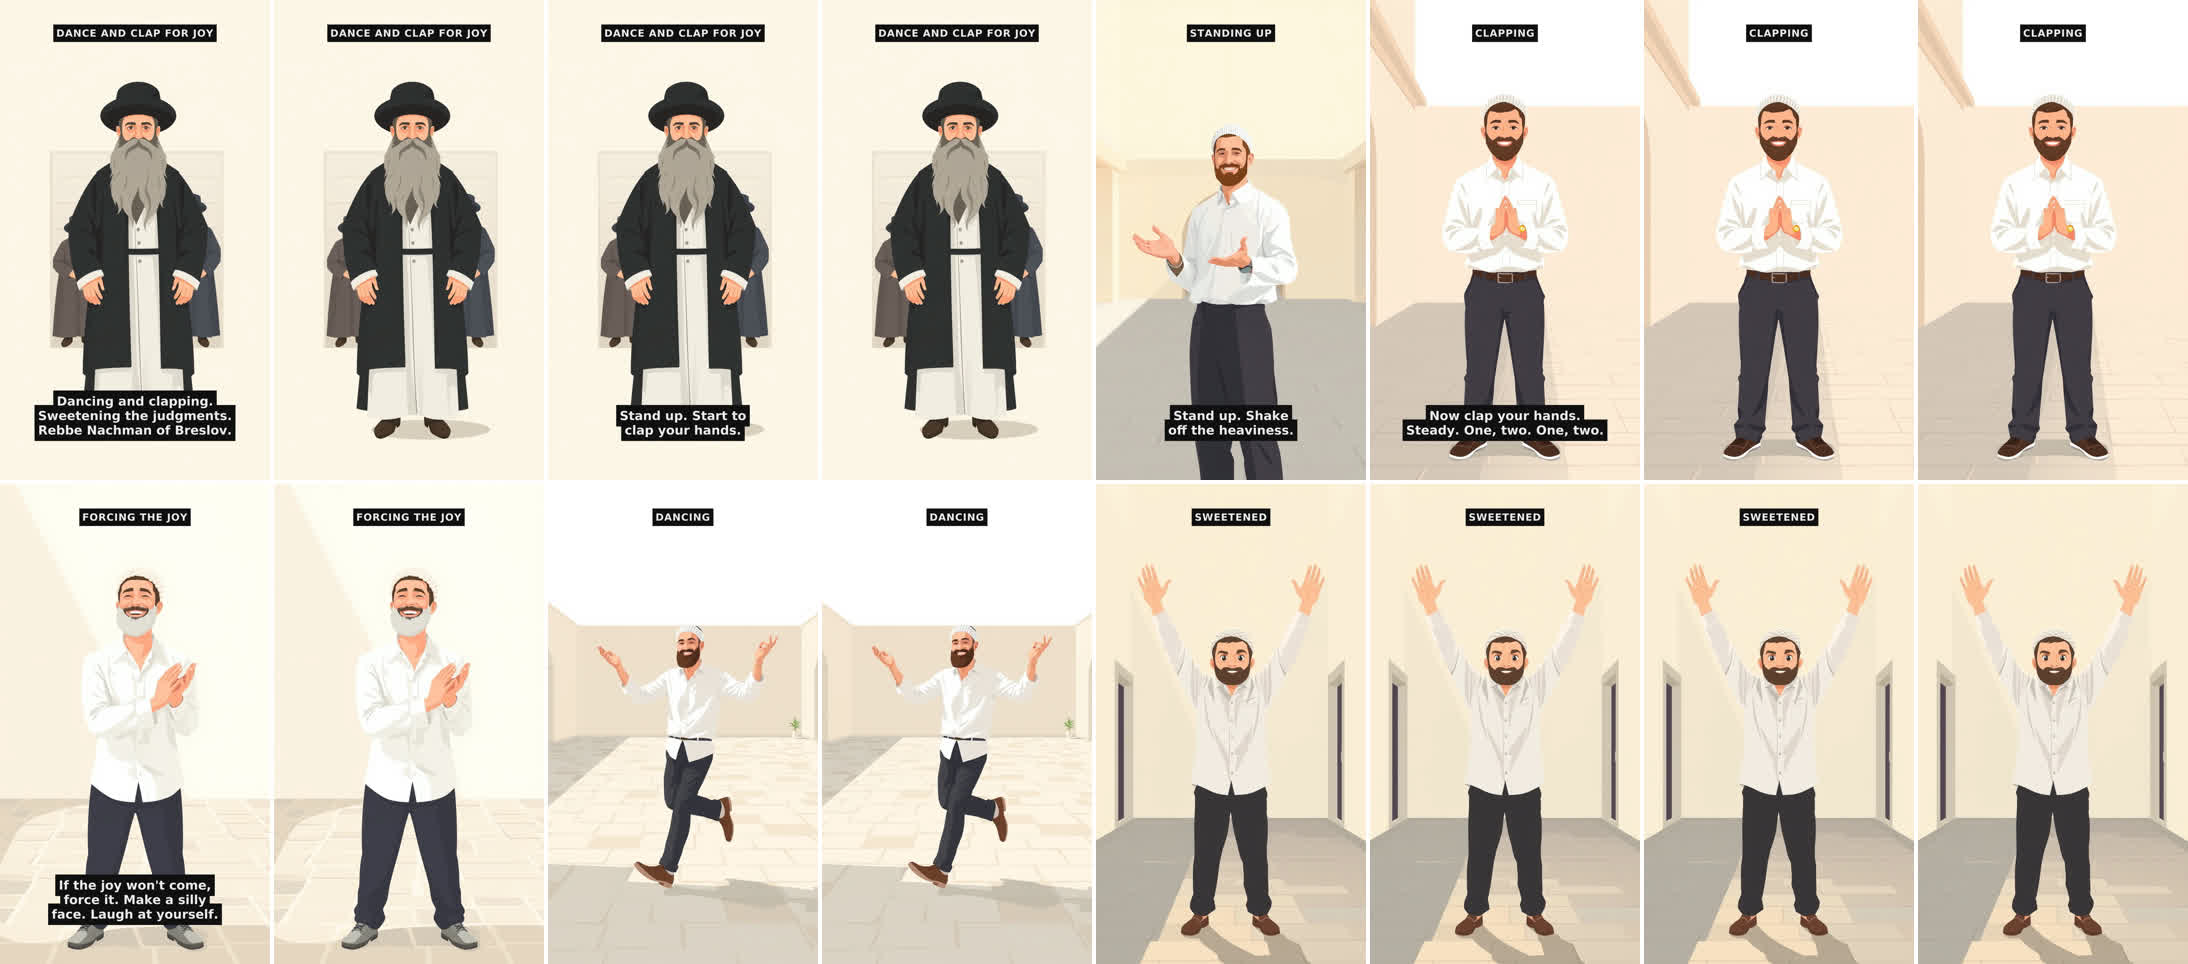 DANCE AND CLAP FOR JOY
Dancing and clapping.
Sweetening the judgments.
Rebbe Nachman of Breslov.
DANCE AND CLAP FOR JOY
DANCE AND CLAP FOR JOY
Stand up. Start to
clap your hands.
DANCE AND CLAP FOR JOY
STANDING UP
Stand up. Shake
off the heaviness.
CLAPPING
Now clap your hands.
Steady. One, two. One, two.
CLAPPING
CLAPPING
FORCING THE JOY
If the joy won't come,
force it. Make a silly
face. Laugh at yourself.
FORCING THE JOY
DANCING
DANCING
SWEETENED
SWEETENED
SWEETENED